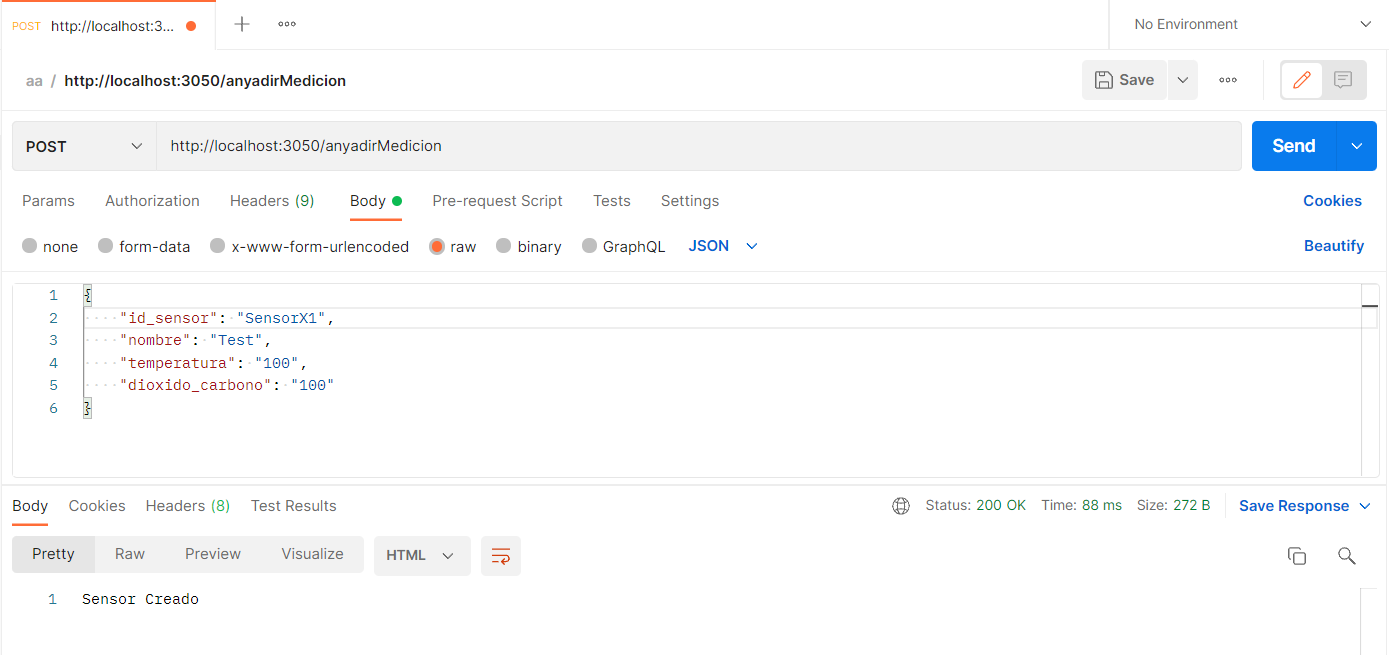 POST http://localhost:3... No Environment
aa / http://localhost:3050/anyadirMedicion Save
POST http://localhost:3050/anyadirMedicion Send
Params Authorization Headers (9) Body Pre-request Script Tests Settings Cookies
none form-data x-www-form-urlencoded raw binary GraphQL JSON Beautify
1 {
2 "id_sensor": "SensorX1",
3 "nombre": "Test",
4 "temperatura": "100",
5 "dioxido_carbono": "100"
6 }
Body Cookies Headers (8) Test Results Status: 200 OK Time: 88 ms Size: 272 B Save Response
Pretty Raw Preview Visualize HTML
1 Sensor Creado